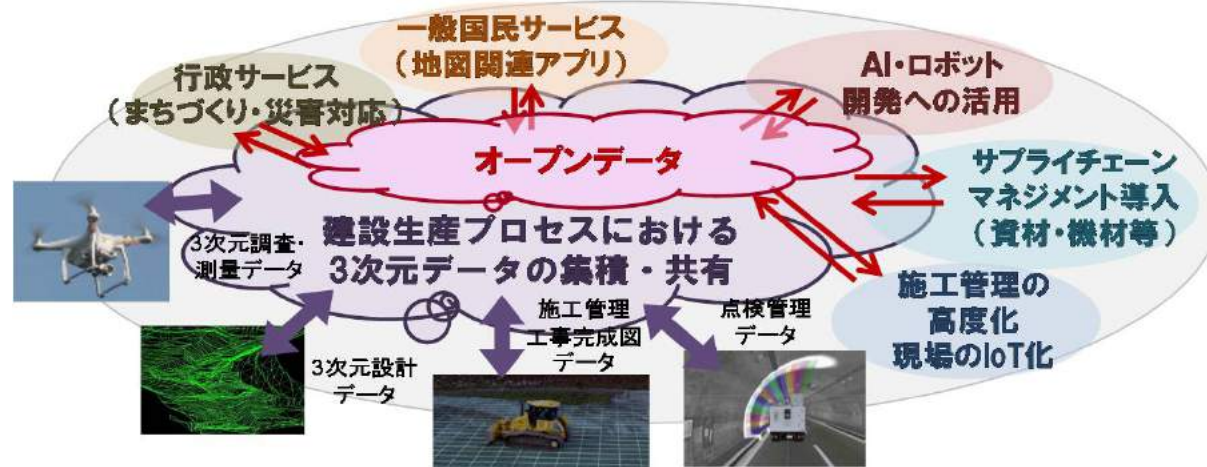 一般国民サービス
(地図関連アプリ)
行政サービス
(まちづくり・災害対応)
AI・ロボット
開発への活用
オープンデータ
サプライチェーン
マネジメント導入
(資材・機材等)
建設生産プロセスにおける
3次元データの集積・共有
3次元調査・
測量データ
施工管理の
高度化
現場のIoT化
3次元設計
データ
施工管理
工事完成図
データ
点検管理
データ